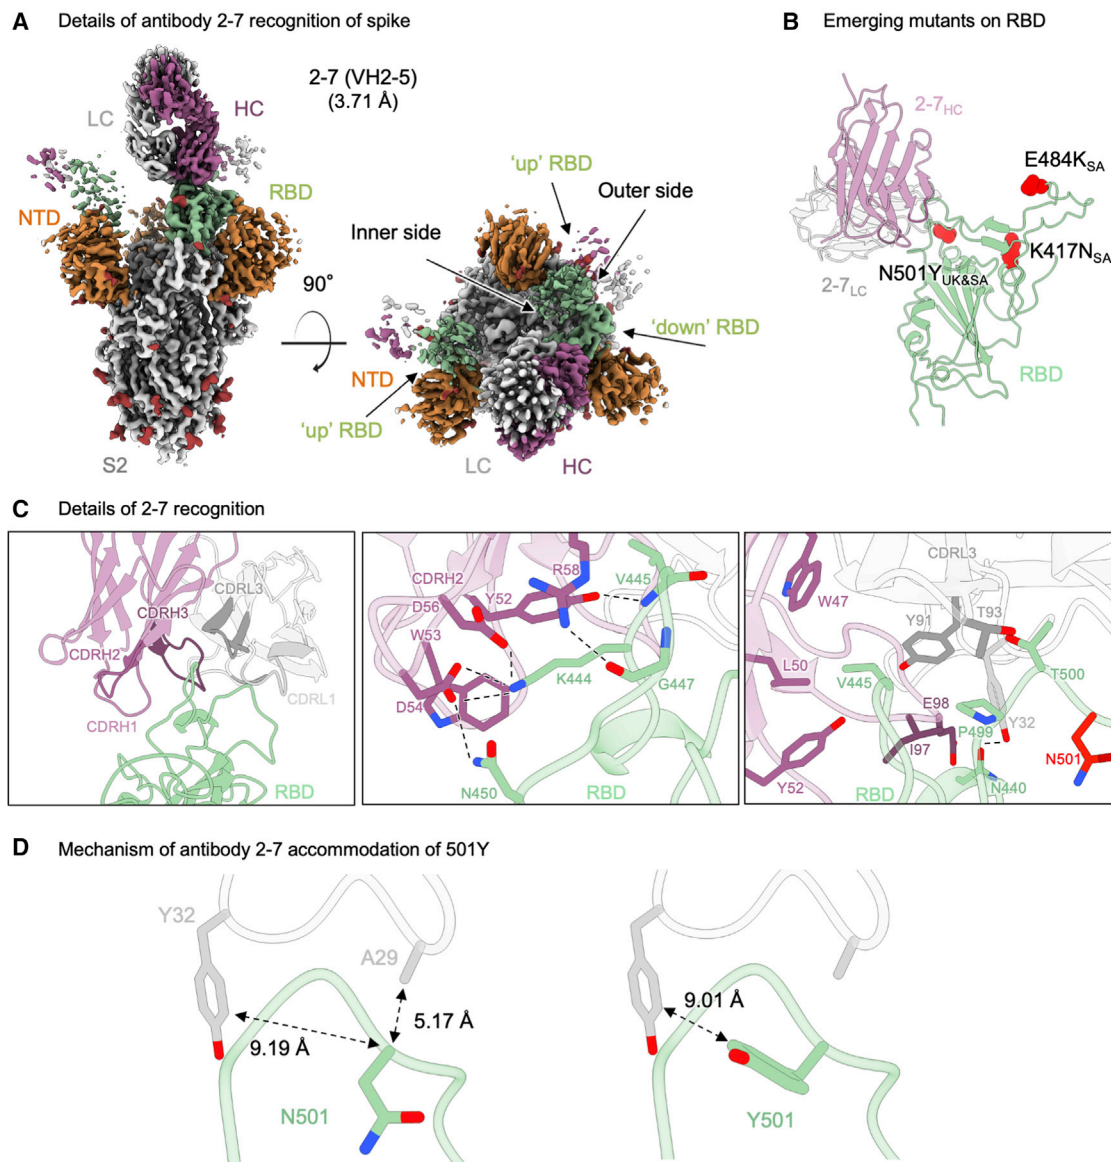 A Details of antibody 2-7 recognition of spike
2-7 (VH2-5)
(3.71 Å)
LC
HC
RBD
NTD
S2
90°
'up' RBD
Outer side
Inner side
'down' RBD
NTD
'up' RBD
LC
HC
B Emerging mutants on RBD
2-7HC
E484KSA
K417NSA
N501YUK&SA
2-7LC
RBD
C Details of 2-7 recognition
CDRL3
CDRH3
CDRH2
CDRL1
CDRH1
RBD
R58
V445
CDRH2
Y52
D56
W53
K444
G447
D54
N450
RBD
CDRL3
W47
Y91
T93
L50
V445
T500
E98
P499
Y32
I97
N501
Y52
RBD
N440
D Mechanism of antibody 2-7 accommodation of 501Y
Y32
A29
5.17 Å
9.19 Å
N501
9.01 Å
Y501